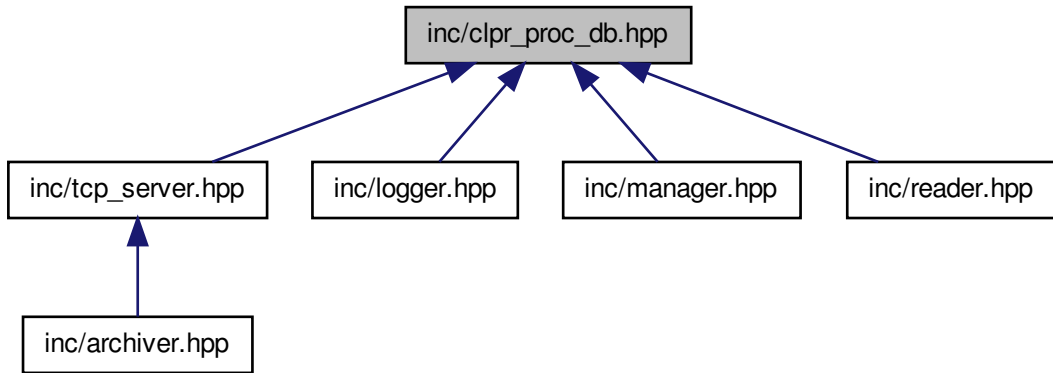 inc/clpr_proc_db.hpp
inc/tcp_server.hpp
inc/logger.hpp
inc/manager.hpp
inc/reader.hpp
inc/archiver.hpp